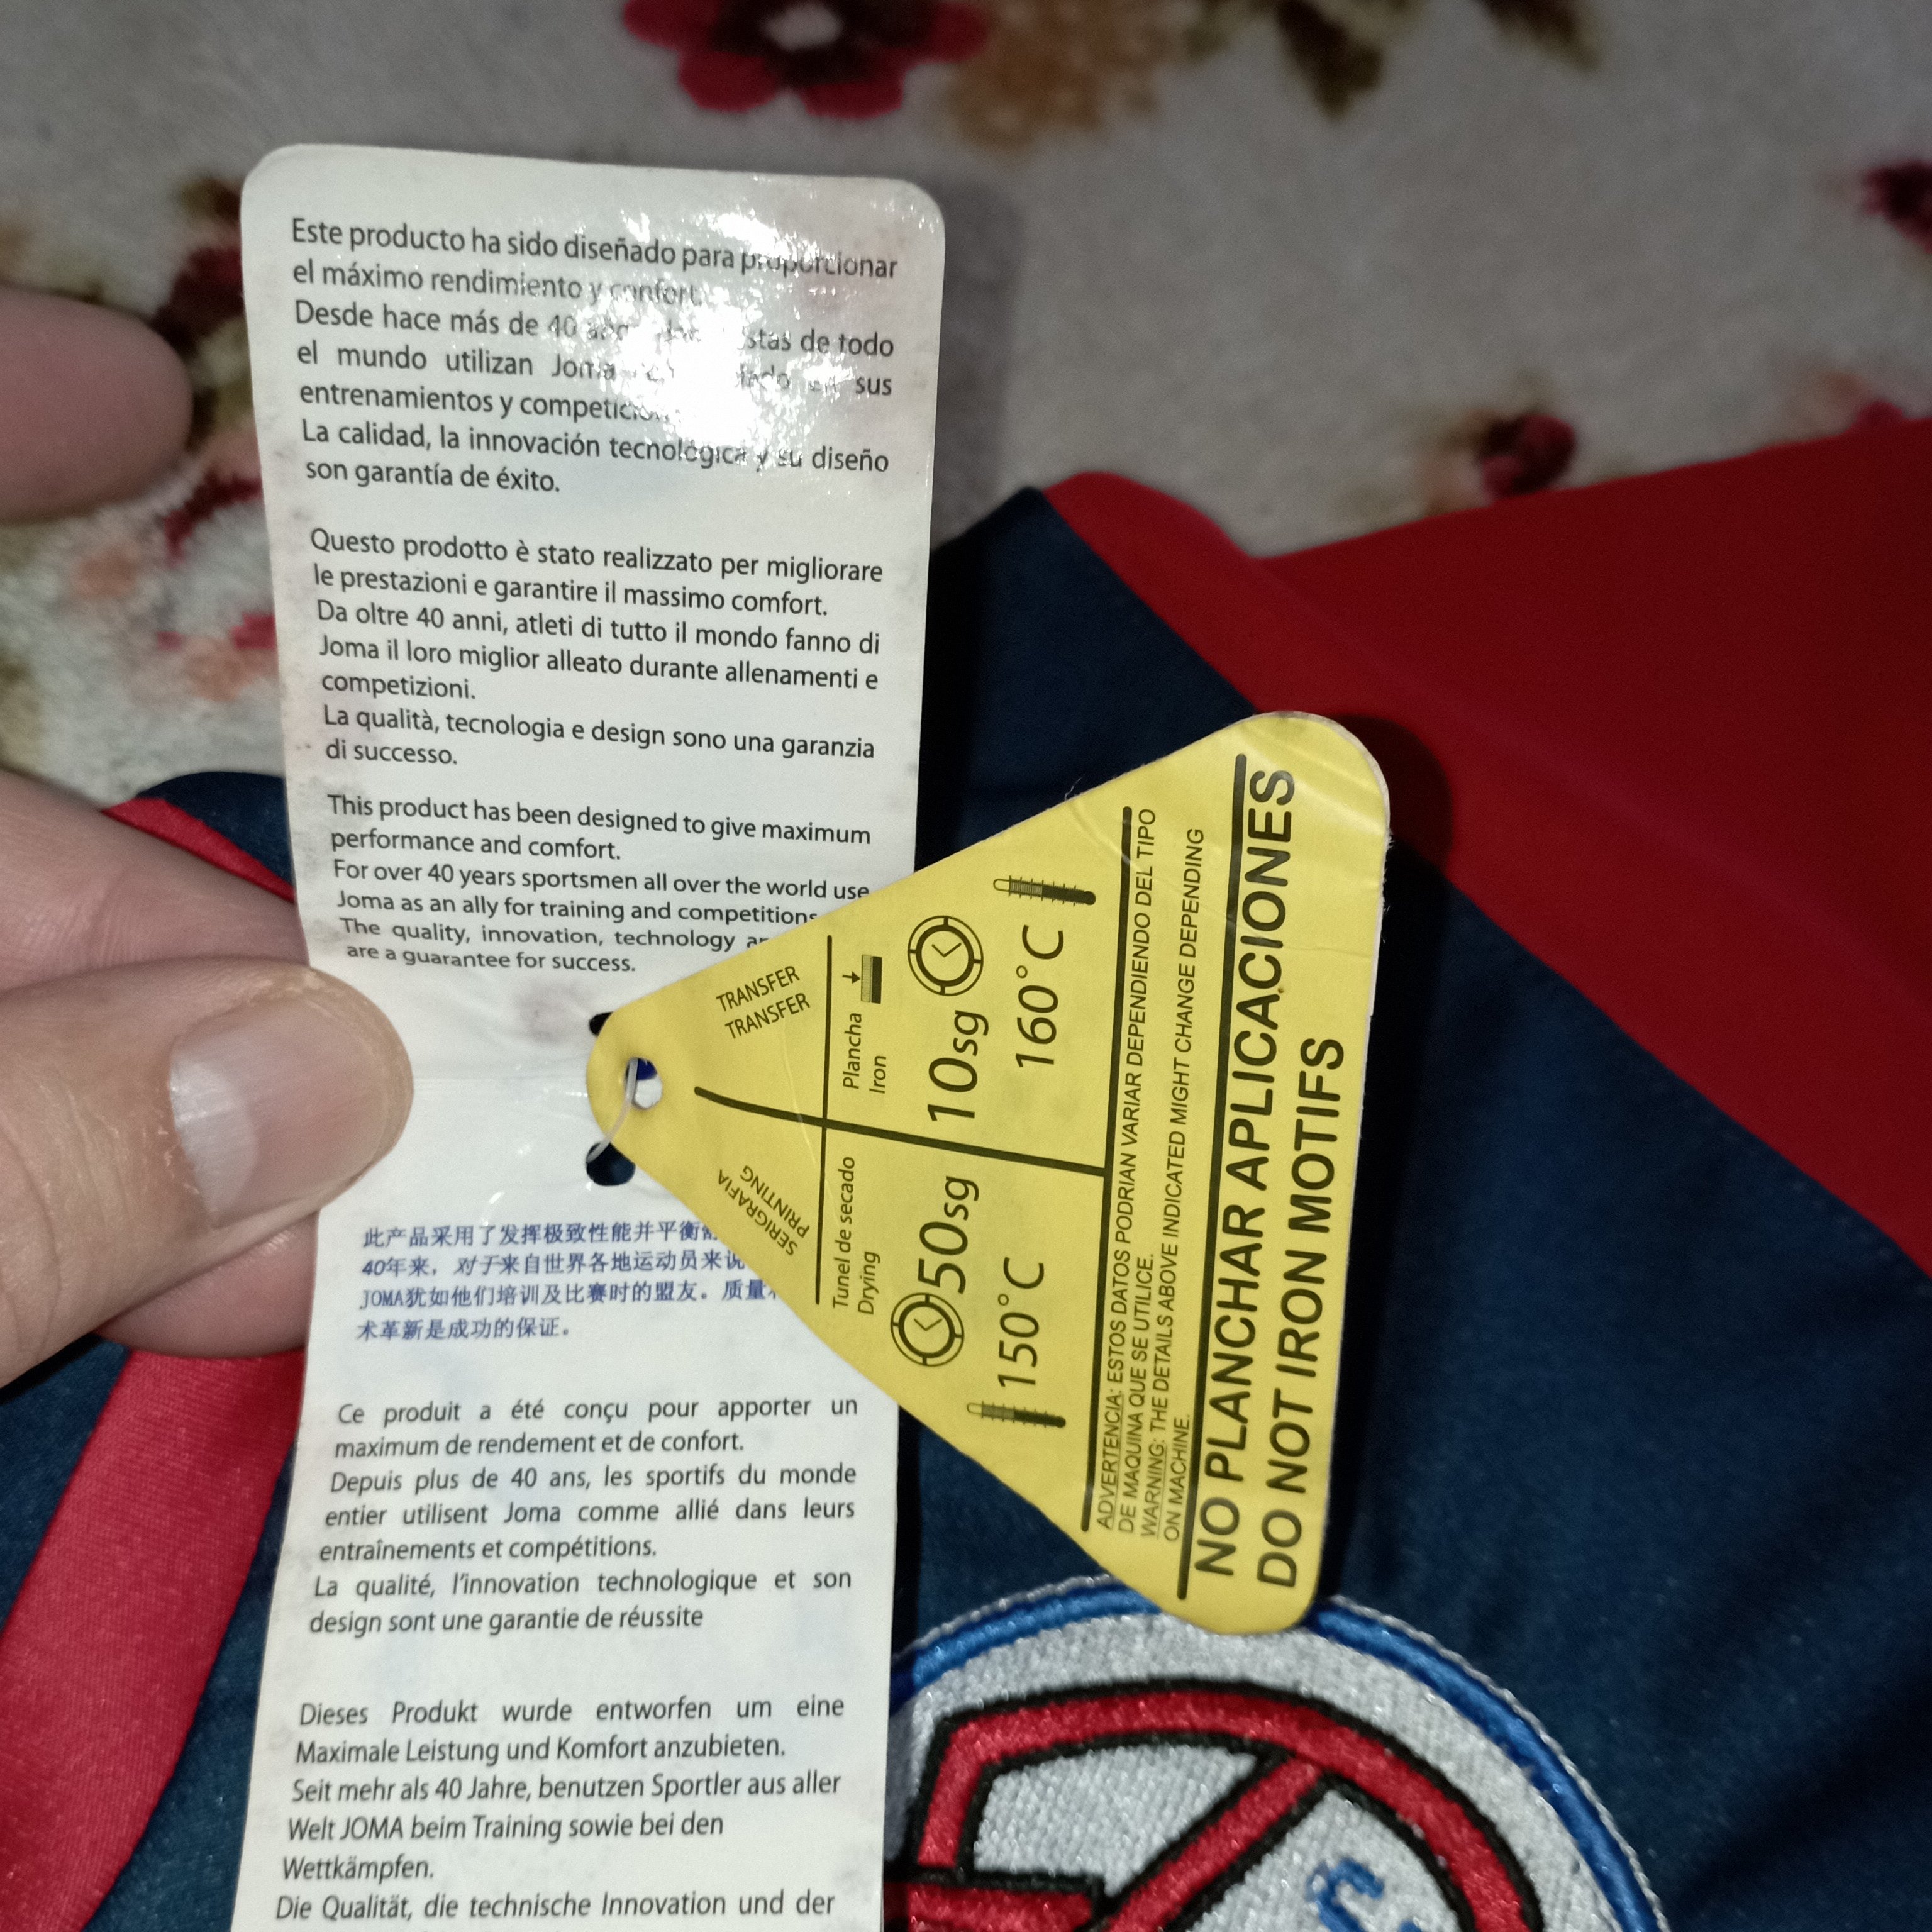 Este producto ha sido diseñado para proporcionar
el máximo rendimiento y confort.
Desde hace más de 40 de todo
el mundo utilizan Joma sus
entrenamientos y
La calidad, la innovación tecnológica y su diseño
son garantía de éxito.
Questo prodotto è stato realizzato per migliorare
le prestazioni e garantire il massimo comfort.
Da oltre 40 anni, atleti di tutto il mondo fanno di
Joma il loro miglior alleato durante allenamenti e
competizioni.
La qualità, tecnologia e design sono una garanzia
di successo.
This product has been designed to give maximum
performance and comfort.
For over 40 years sportsmen all over the world use
Joma as an ally for training and competitions
The quality, innovation, technology
are a guarantee for success.
此产品采用了发挥极致性能并平衡
40年来，对于来自世界各地运动员来说
JOMA犹如他们培训及比赛时的盟友。质量
术革新是成功的保证。
Ce produit a été conçu pour apporter un
maximum de rendement et de confort.
Depuis plus de 40 ans, les sportifs du monde
entier utilisent Joma comme allié dans leurs
entraînements et compétitions.
La qualité, l'innovation technologique et son
design sont une garantie de réussite
Dieses Produkt wurde entworfen um eine
Maximale Leistung und Komfort anzubieten.
Seit mehr als 40 Jahre, benutzen Sportler aus aller
Welt JOMA beim Training sowie bei den
Wettkämpfen.
Die Qualität, die technische Innovation und der
SERIGRAFIA
PRINTING
Tunel de secado
Drying
50sg
150°C
TRANSFER
TRANSFER
Plancha
Iron
10sg
160°C
ADVERTENCIA: ESTOS DATOS PODRIAN VARIAR DEPENDIENDO DEL TIPO
DE MAQUINA QUE SE UTILICE.
WARNING: THE DETAILS ABOVE INDICATED MIGHT CHANGE DEPENDING
ON MACHINE.
NO PLANCHAR APLICACIONES
DO NOT IRON MOTIFS